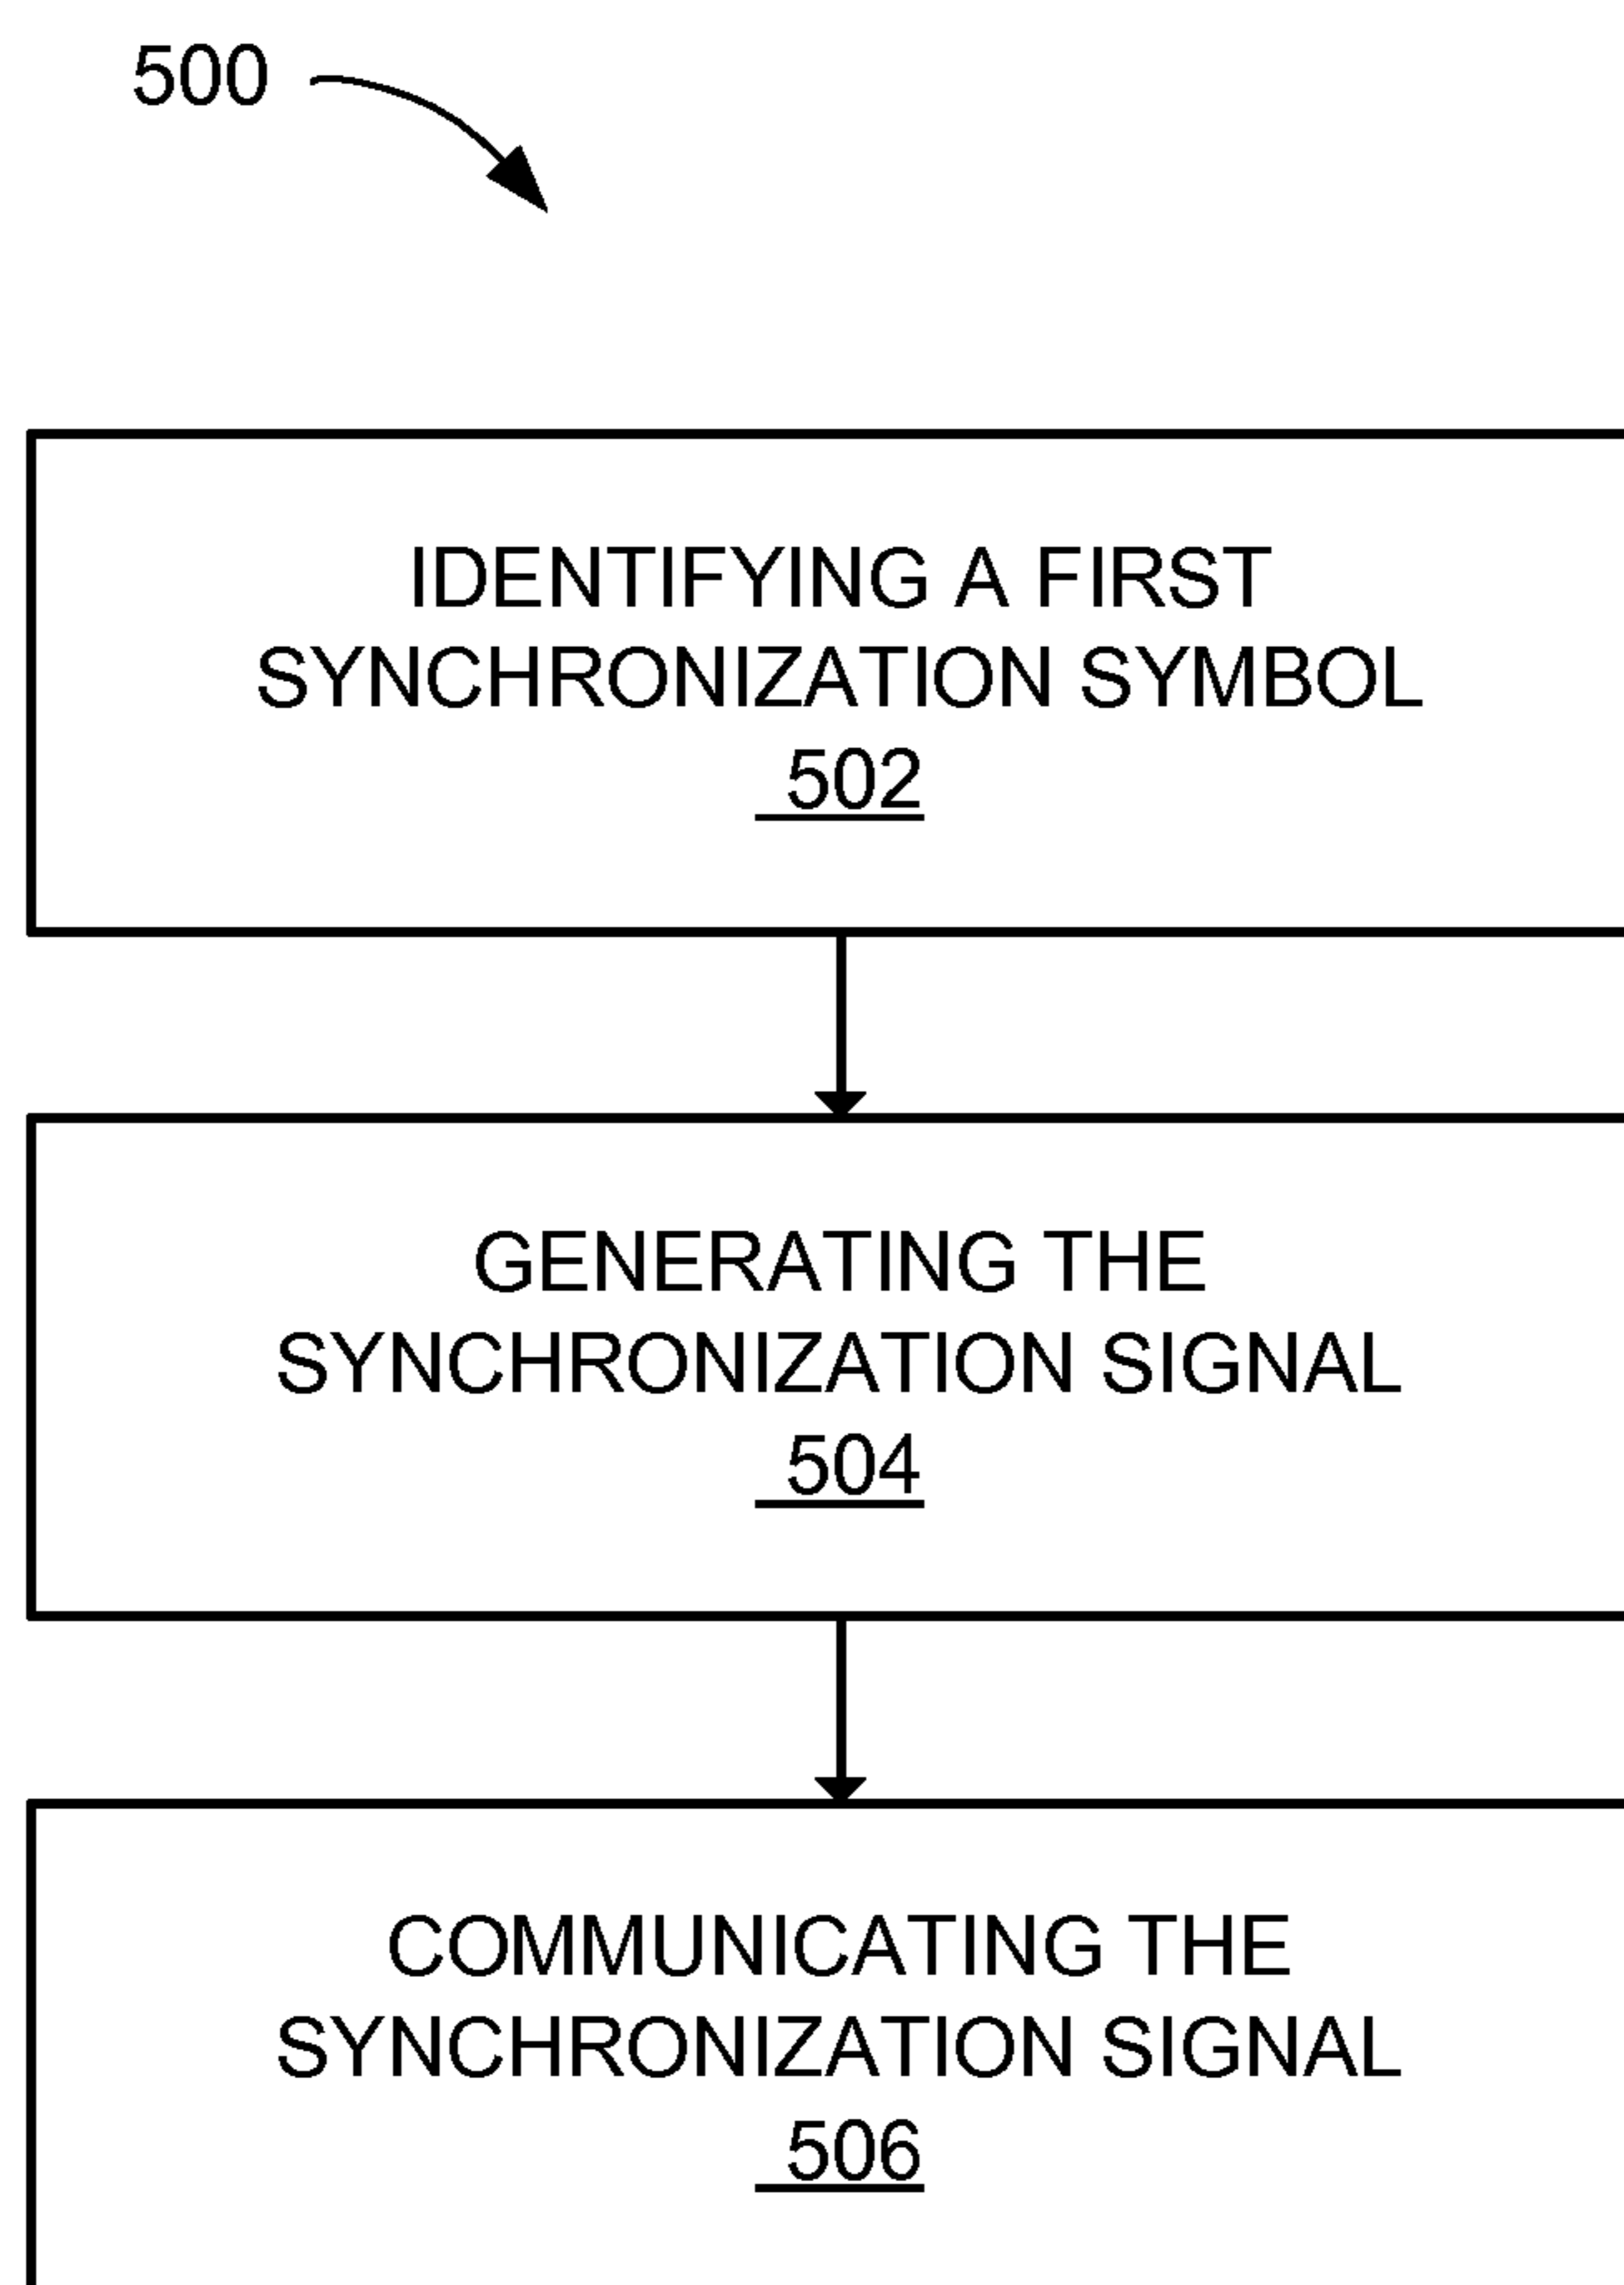 500
IDENTIFYING A FIRST
SYNCHRONIZATION SYMBOL
502
GENERATING THE
SYNCHRONIZATION SIGNAL
504
COMMUNICATING THE
SYNCHRONIZATION SIGNAL
506